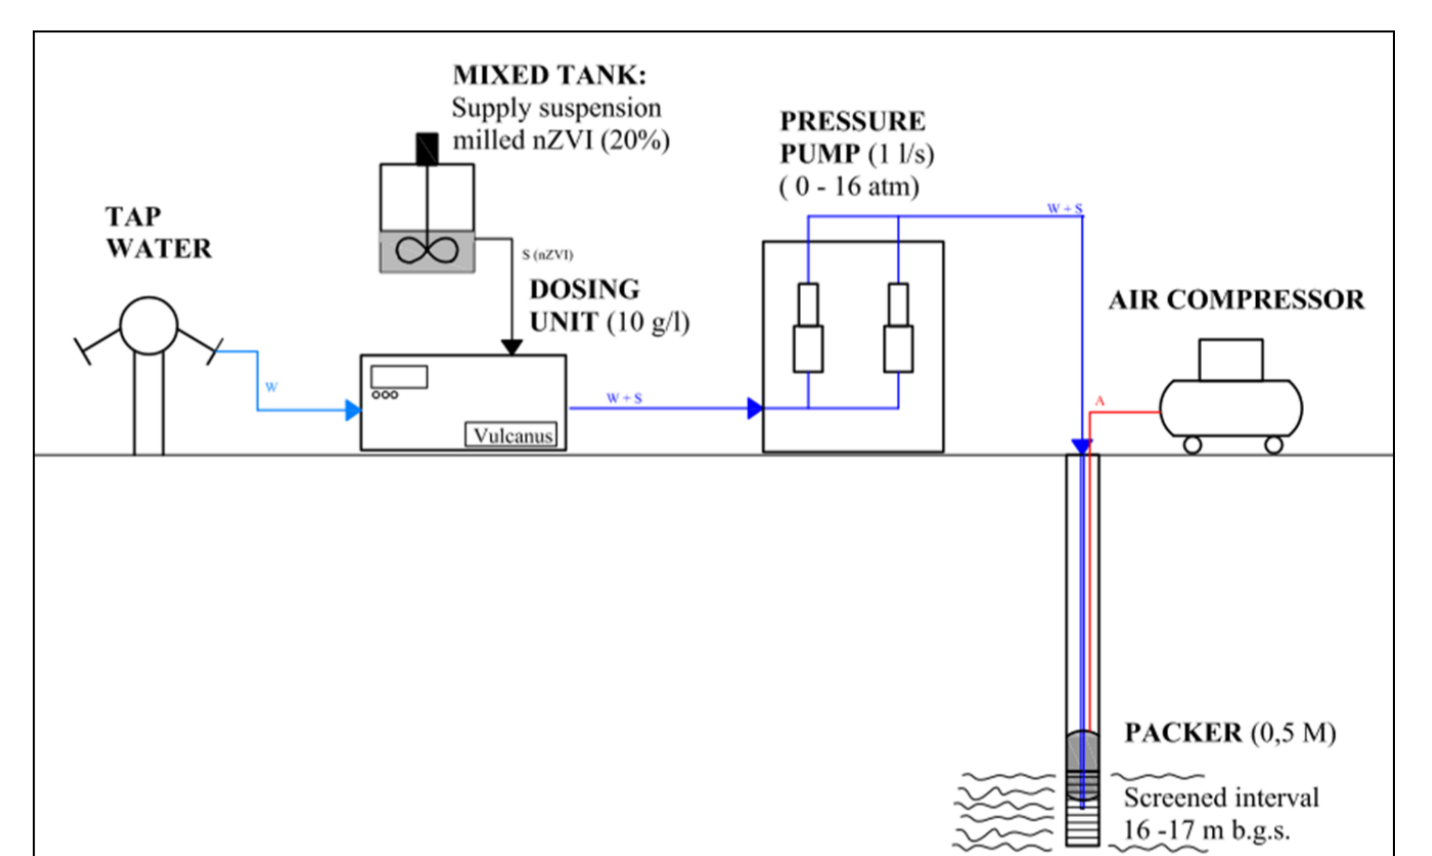 MIXED TANK:
Supply suspension
milled nZVI (20%)
PRESSURE
PUMP (1 l/s)
( 0 - 16 atm)
TAP
WATER
W + S
S (nZVI)
DOSING
UNIT (10 g/l)
AIR COMPRESSOR
W
W + S
A
Vulcanus
PACKER (0,5 M)
Screened interval
16 -17 m b.g.s.